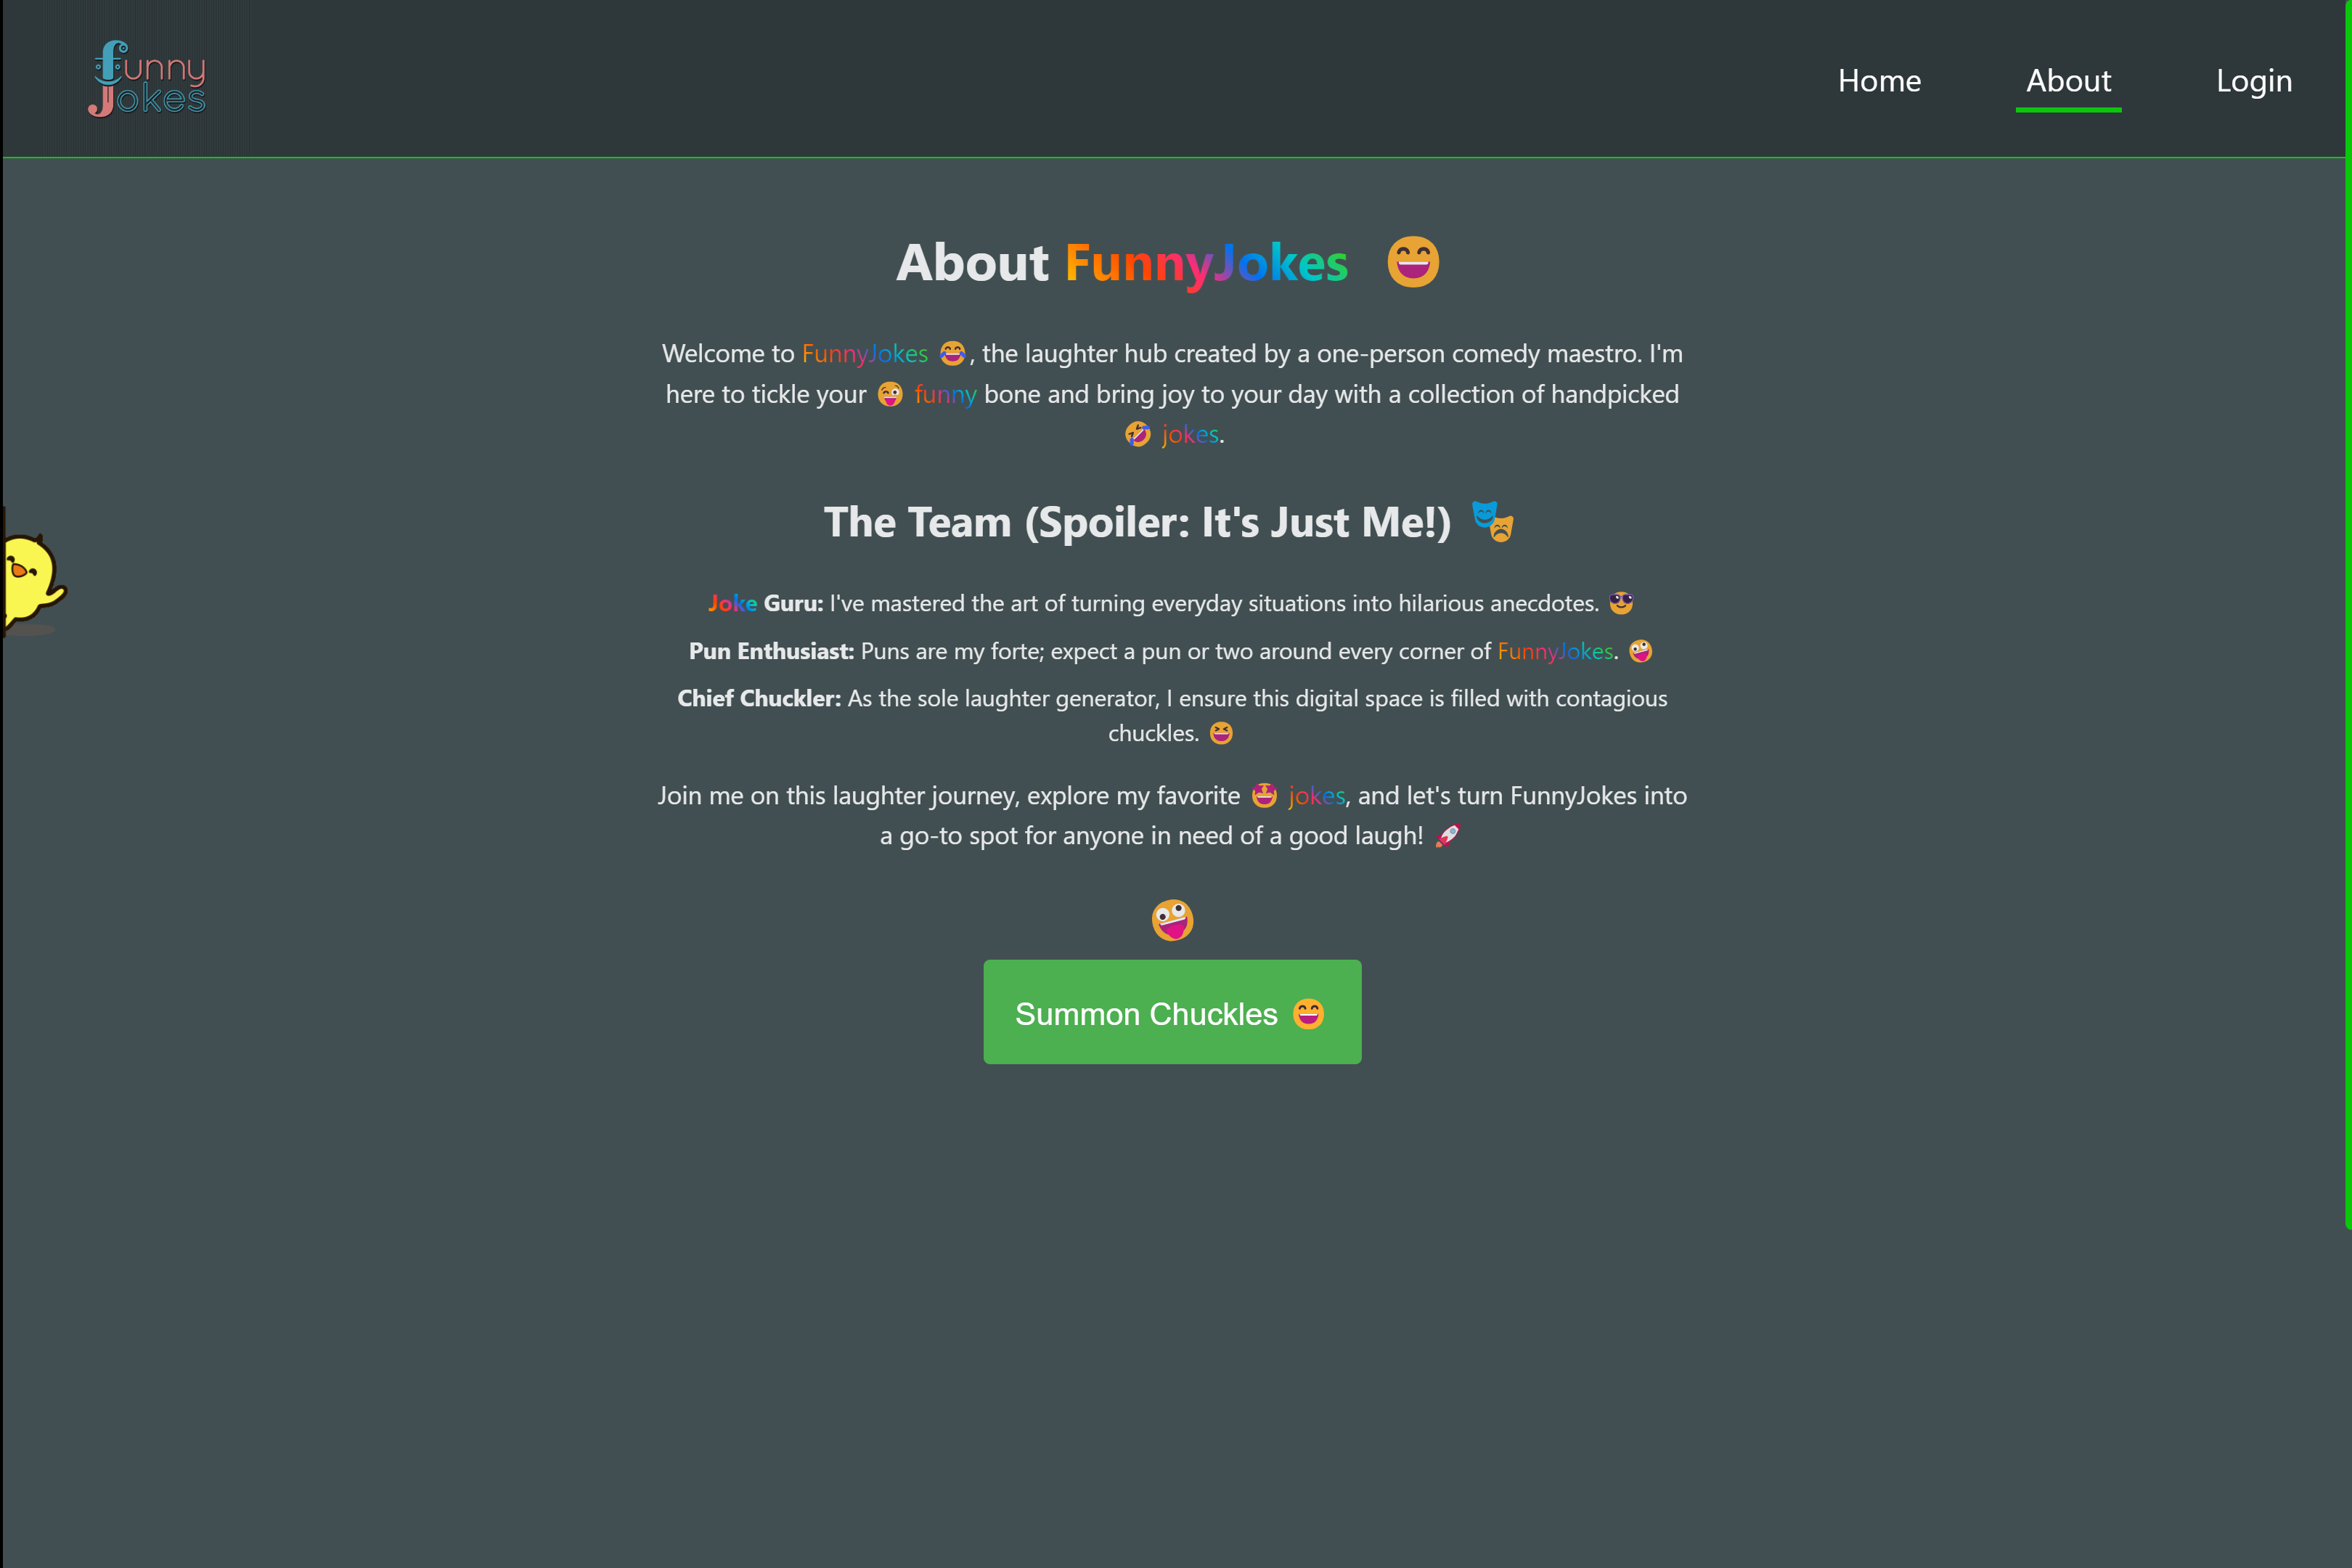 funny
Jokes
Home About Login
About FunnyJokes 😄
Welcome to FunnyJokes 😂, the laughter hub created by a one-person comedy maestro. I'm
here to tickle your 😜 funny bone and bring joy to your day with a collection of handpicked
🤣 jokes.
The Team (Spoiler: It's Just Me!) 🎭
Joke Guru: I've mastered the art of turning everyday situations into hilarious anecdotes. 😎
Pun Enthusiast: Puns are my forte; expect a pun or two around every corner of FunnyJokes. 🤪
Chief Chuckler: As the sole laughter generator, I ensure this digital space is filled with contagious
chuckles. 😆
Join me on this laughter journey, explore my favorite 🤩 jokes, and let's turn FunnyJokes into
a go-to spot for anyone in need of a good laugh! 🚀
🤪
Summon Chuckles 😄